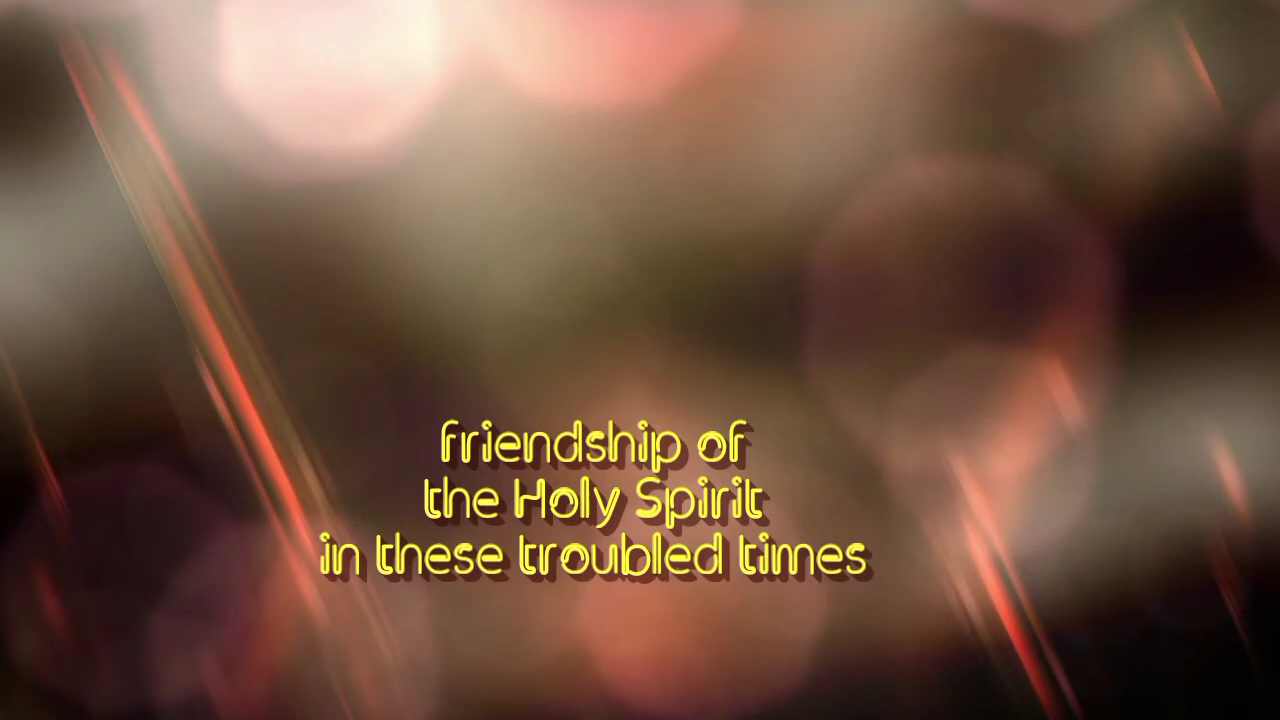 friendship of
the Holy Spirit
in these troubled times